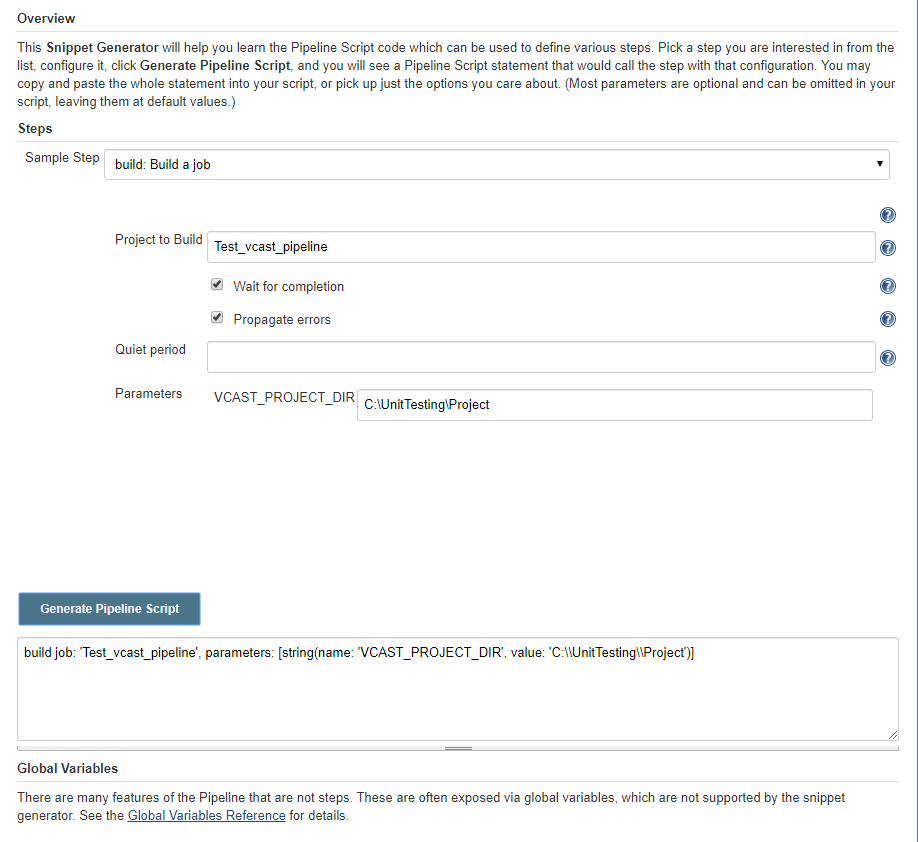 Overview
This Snippet Generator will help you learn the Pipeline Script code which can be used to define various steps. Pick a step you are interested in from the
list, configure it, click Generate Pipeline Script, and you will see a Pipeline Script statement that would call the step with that configuration. You may
copy and paste the whole statement into your script, or pick up just the options you care about. (Most parameters are optional and can be omitted in your
script, leaving them at default values.)
Steps
Sample Step build: Build a job
Project to Build Test_vcast_pipeline
Wait for completion
Propagate errors
Quiet period
Parameters VCAST_PROJECT_DIR C:\UnitTesting\Project
Generate Pipeline Script
build job: 'Test_vcast_pipeline', parameters: [string(name: 'VCAST_PROJECT_DIR', value: 'C:\\UnitTesting\\Project')]
Global Variables
There are many features of the Pipeline that are not steps. These are often exposed via global variables, which are not supported by the snippet
generator. See the Global Variables Reference for details.